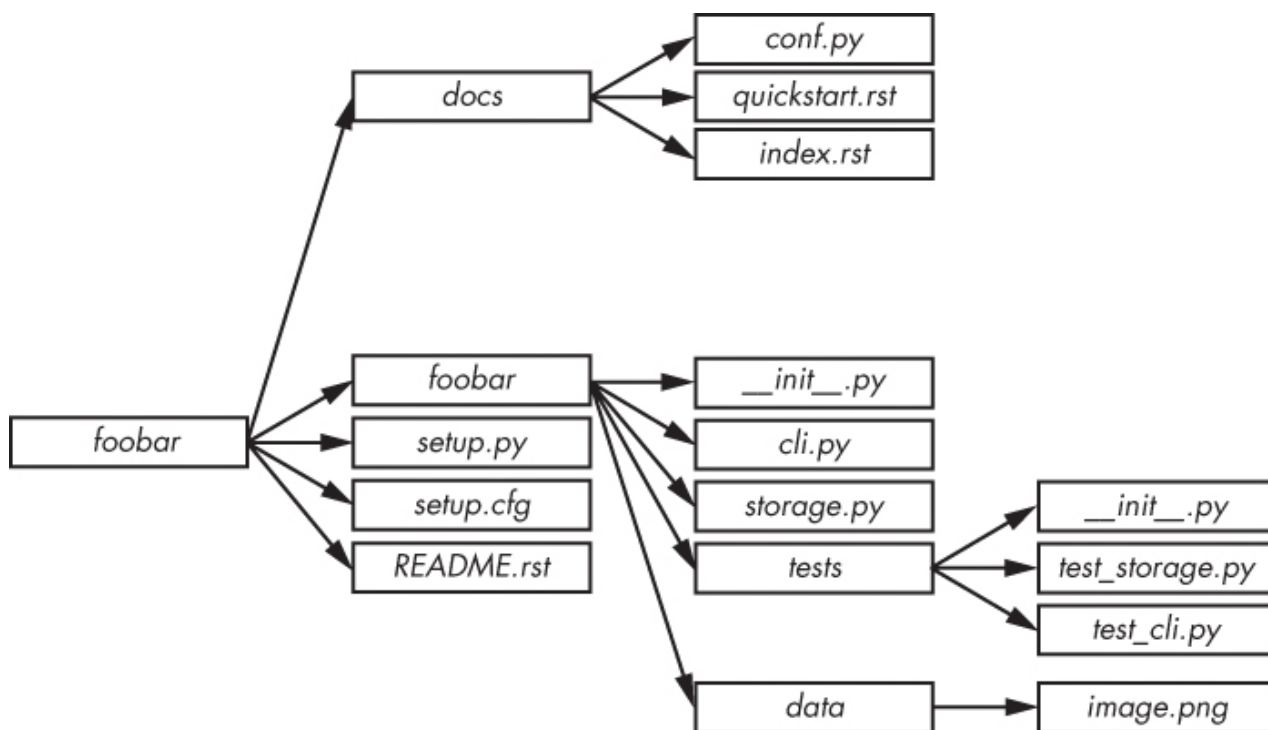 conf.py
docs
quickstart.rst
index.rst
foobar
__init__.py
foobar
setup.py
cli.py
setup.cfg
storage.py
__init__.py
README.rst
tests
test_storage.py
test_cli.py
data
image.png